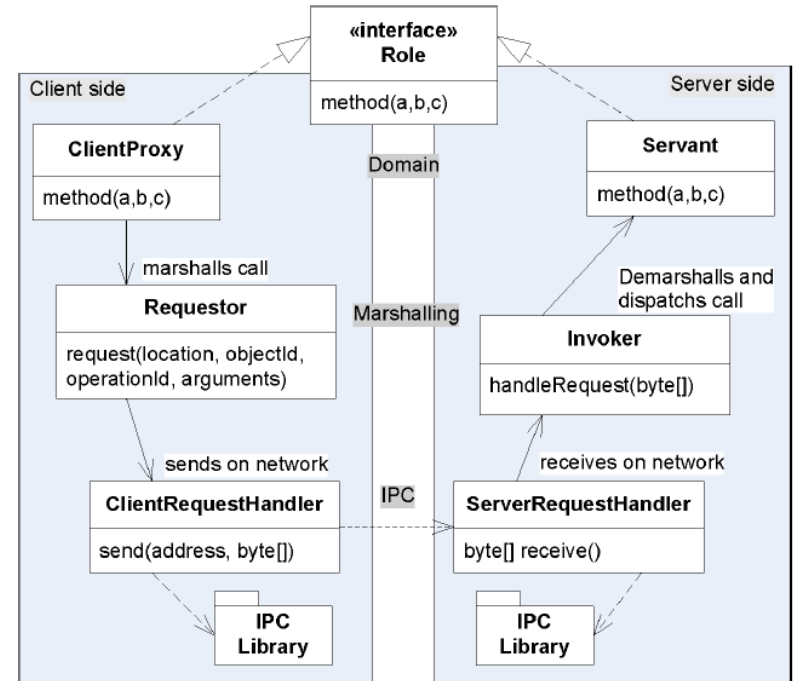 «interface»
Role
method(a,b,c)
Client side
Server side
ClientProxy
method(a,b,c)
Domain
Servant
method(a,b,c)
marshalls call
Demarshalls and
dispatchs call
Requestor
request(location, objectId,
operationId, arguments)
Marshalling
Invoker
handleRequest(byte[])
sends on network
receives on network
ClientRequestHandler
send(address, byte[])
IPC
ServerRequestHandler
byte[] receive()
IPC
Library
IPC
Library